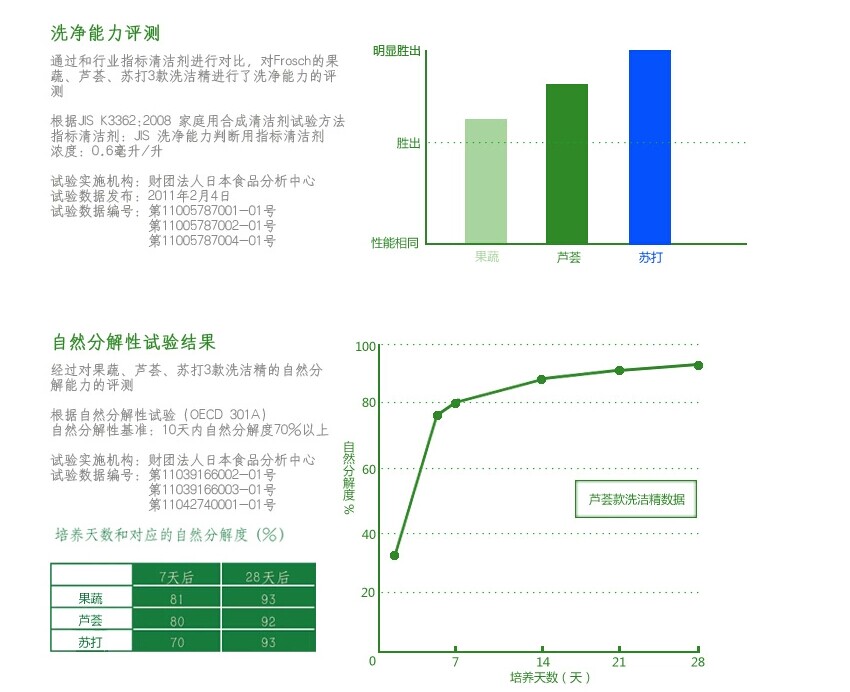 洗净能力评测
通过和行业指标清洁剂进行对比，对Frosch的果
蔬、芦荟、苏打3款洗洁精进行了洗净能力的评
测
根据JIS K3362:2008 家庭用合成清洁剂试验方法
指标清洁剂：JIS 洗净能力判断用指标清洁剂
浓度：0.6毫升/升
试验实施机构：财团法人日本食品分析中心
试验数据发布：2011年2月4日
试验数据编号：第11005787001-01号
第11005787002-01号
第11005787004-01号
明显胜出
胜出
性能相同
果蔬 芦荟 苏打
自然分解性试验结果
经过对果蔬、芦荟、苏打3款洗洁精的自然分
解能力的评测
根据自然分解性试验（OECD 301A）
自然分解性基准：10天内自然分解度70%以上
试验实施机构：财团法人日本食品分析中心
试验数据编号：第11039166002-01号
第11039166003-01号
第11042740001-01号
培养天数和对应的自然分解度（%）
7天后 28天后
果蔬 81 93
芦荟 80 92
苏打 70 93
100
80
60
40
20
0
自然分解度%
芦荟款洗洁精数据
7 14 21 28
培养天数（天）